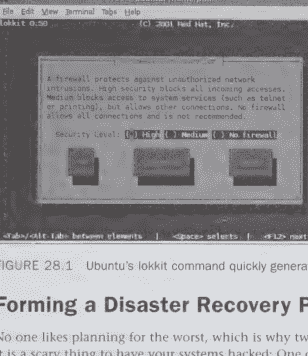 File Edit View Terminal Tabs Help
lokkit 0.50 (C) 2001 Red Hat, Inc.
A firewall protects against unauthorized network
intrusions. High security blocks all incoming accesses.
Medium blocks access to system services (such as telnet
or printing), but allows other connections. No firewall
allows all connections and is not recommended.
Security Level: High ( ) Medium ( ) No firewall
<Tab>/<Alt-Tab> between elements | <Space> selects | <F12> next
FIGURE 28.1 Ubuntu's lokkit command quickly genera
Forming a Disaster Recovery P
No one likes planning for the worst, which is why tw
it is a scary thing to have your systems hacked: One